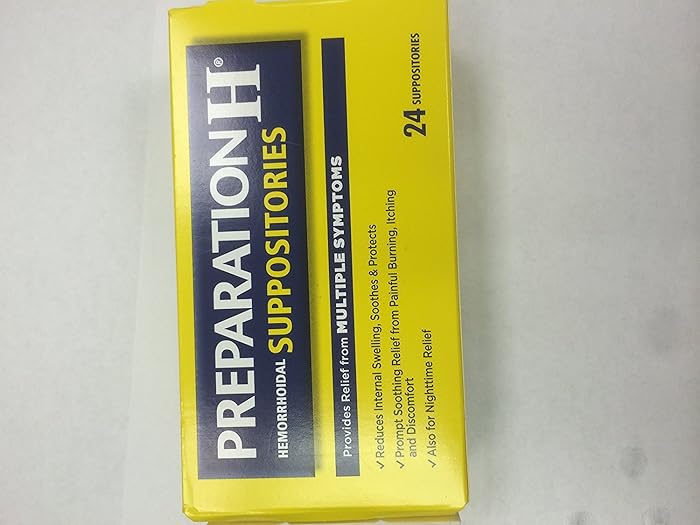 PREPARATION H®
HEMORRHOIDAL SUPPOSITORIES
Provides Relief from MULTIPLE SYMPTOMS
✓ Reduces Internal Swelling, Soothes & Protects
✓ Prompt Soothing Relief from Painful Burning, Itching
and Discomfort
✓ Also for Nighttime Relief
24 SUPPOSITORIES